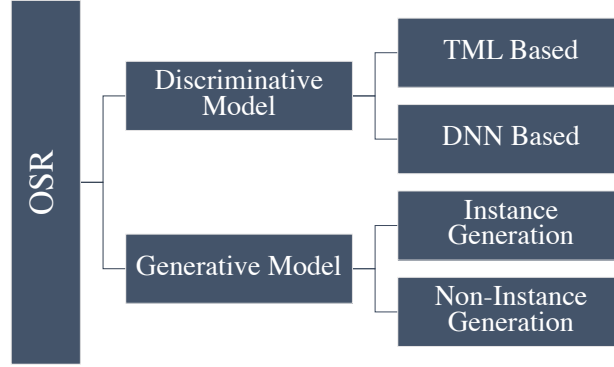 OSR
Discriminative
Model
TML Based
DNN Based
Generative Model
Instance
Generation
Non-Instance
Generation